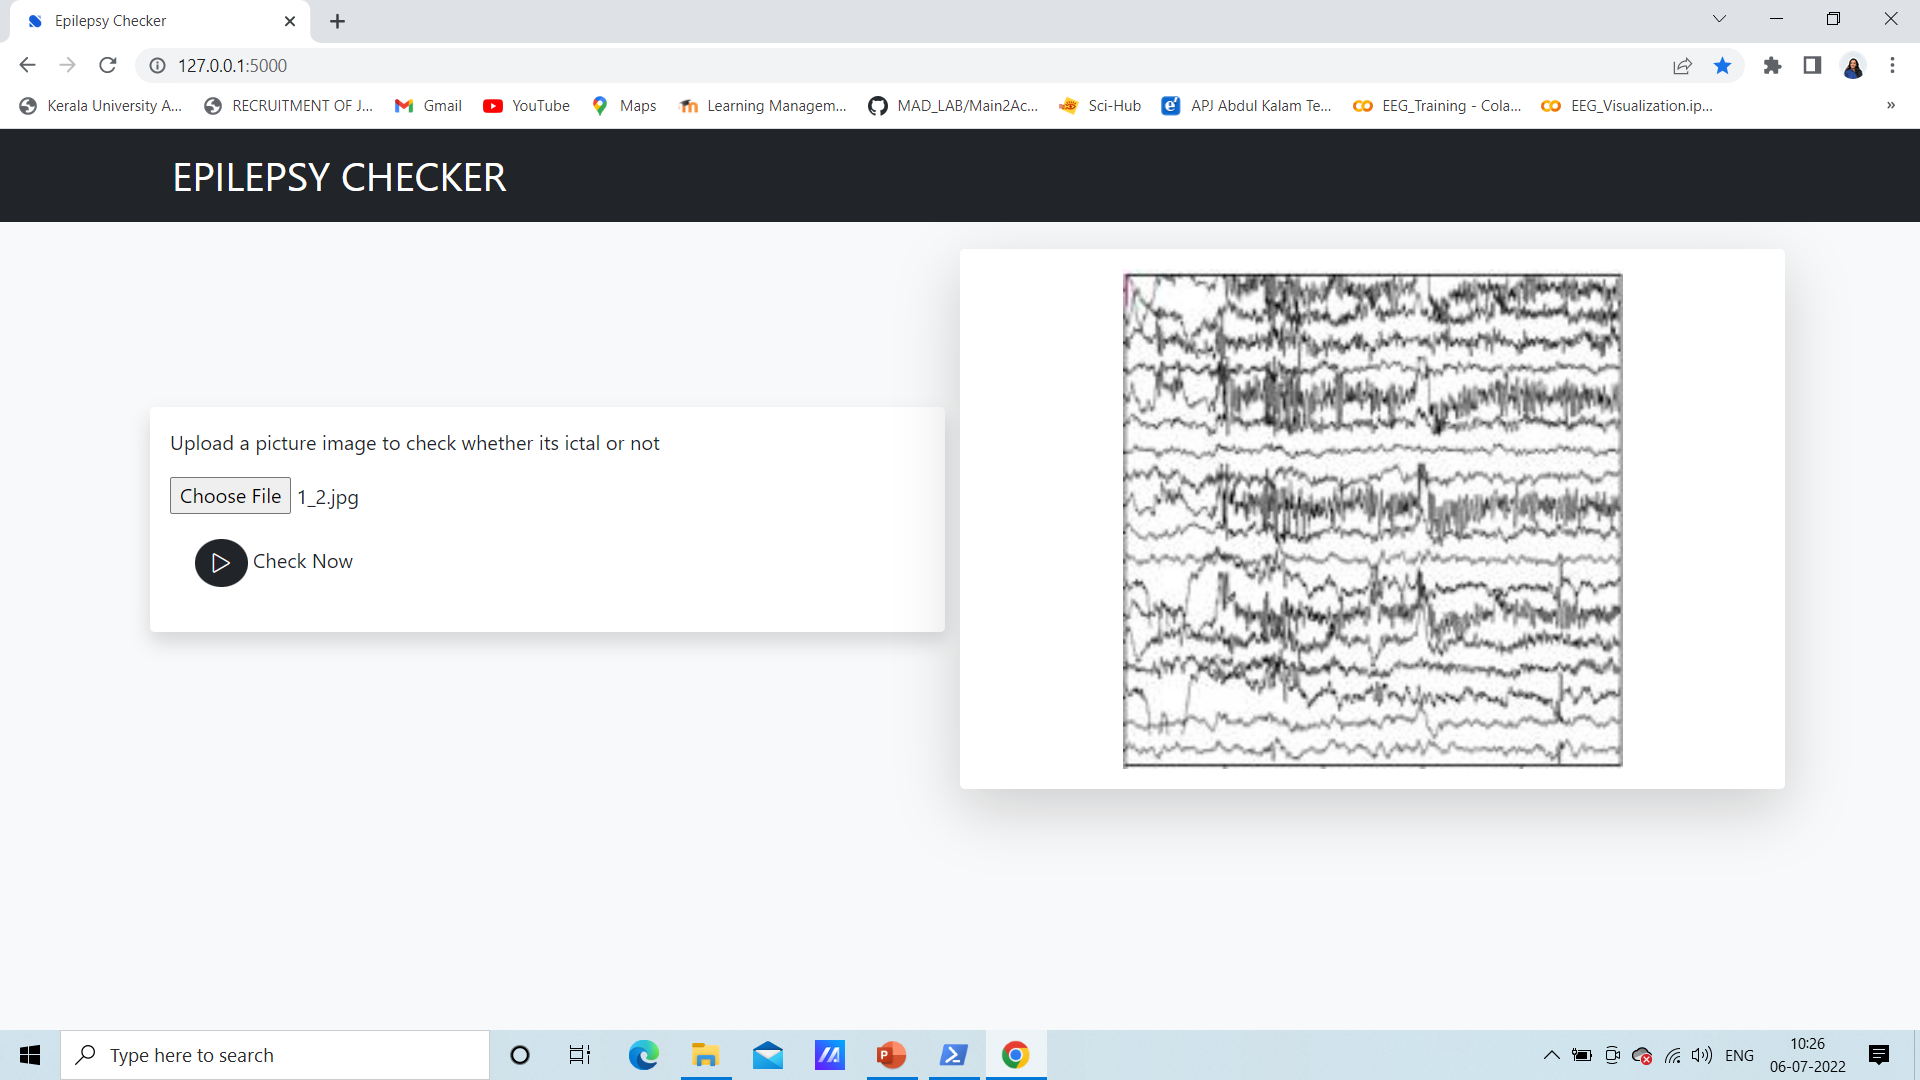 Epilepsy Checker
127.0.0.1:5000
Kerala University A... RECRUITMENT OF J... Gmail YouTube Maps Learning Managem... MAD_LAB/Main2Ac... Sci-Hub APJ Abdul Kalam Te... EEG_Training - Cola... EEG_Visualization.ip... »
EPILEPSY CHECKER
Upload a picture image to check whether its ictal or not
Choose File 1_2.jpg
Check Now
Type here to search
ENG
10:26
06-07-2022